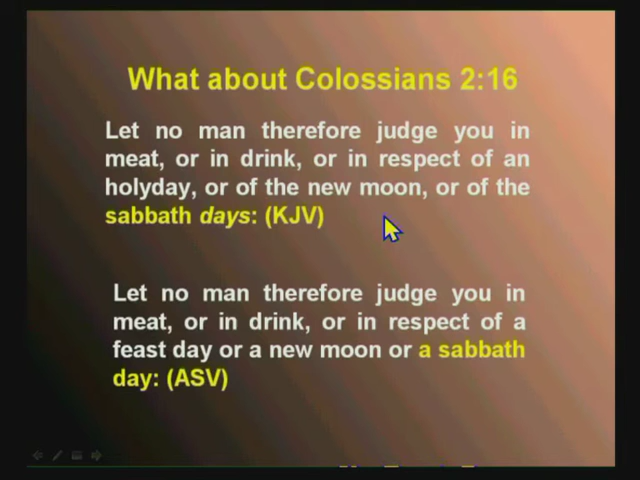 What about Colossians 2:16
Let no man therefore judge you in
meat, or in drink, or in respect of an
holyday, or of the new moon, or of the
sabbath days: (KJV)
Let no man therefore judge you in
meat, or in drink, or in respect of a
feast day or a new moon or a sabbath
day: (ASV)